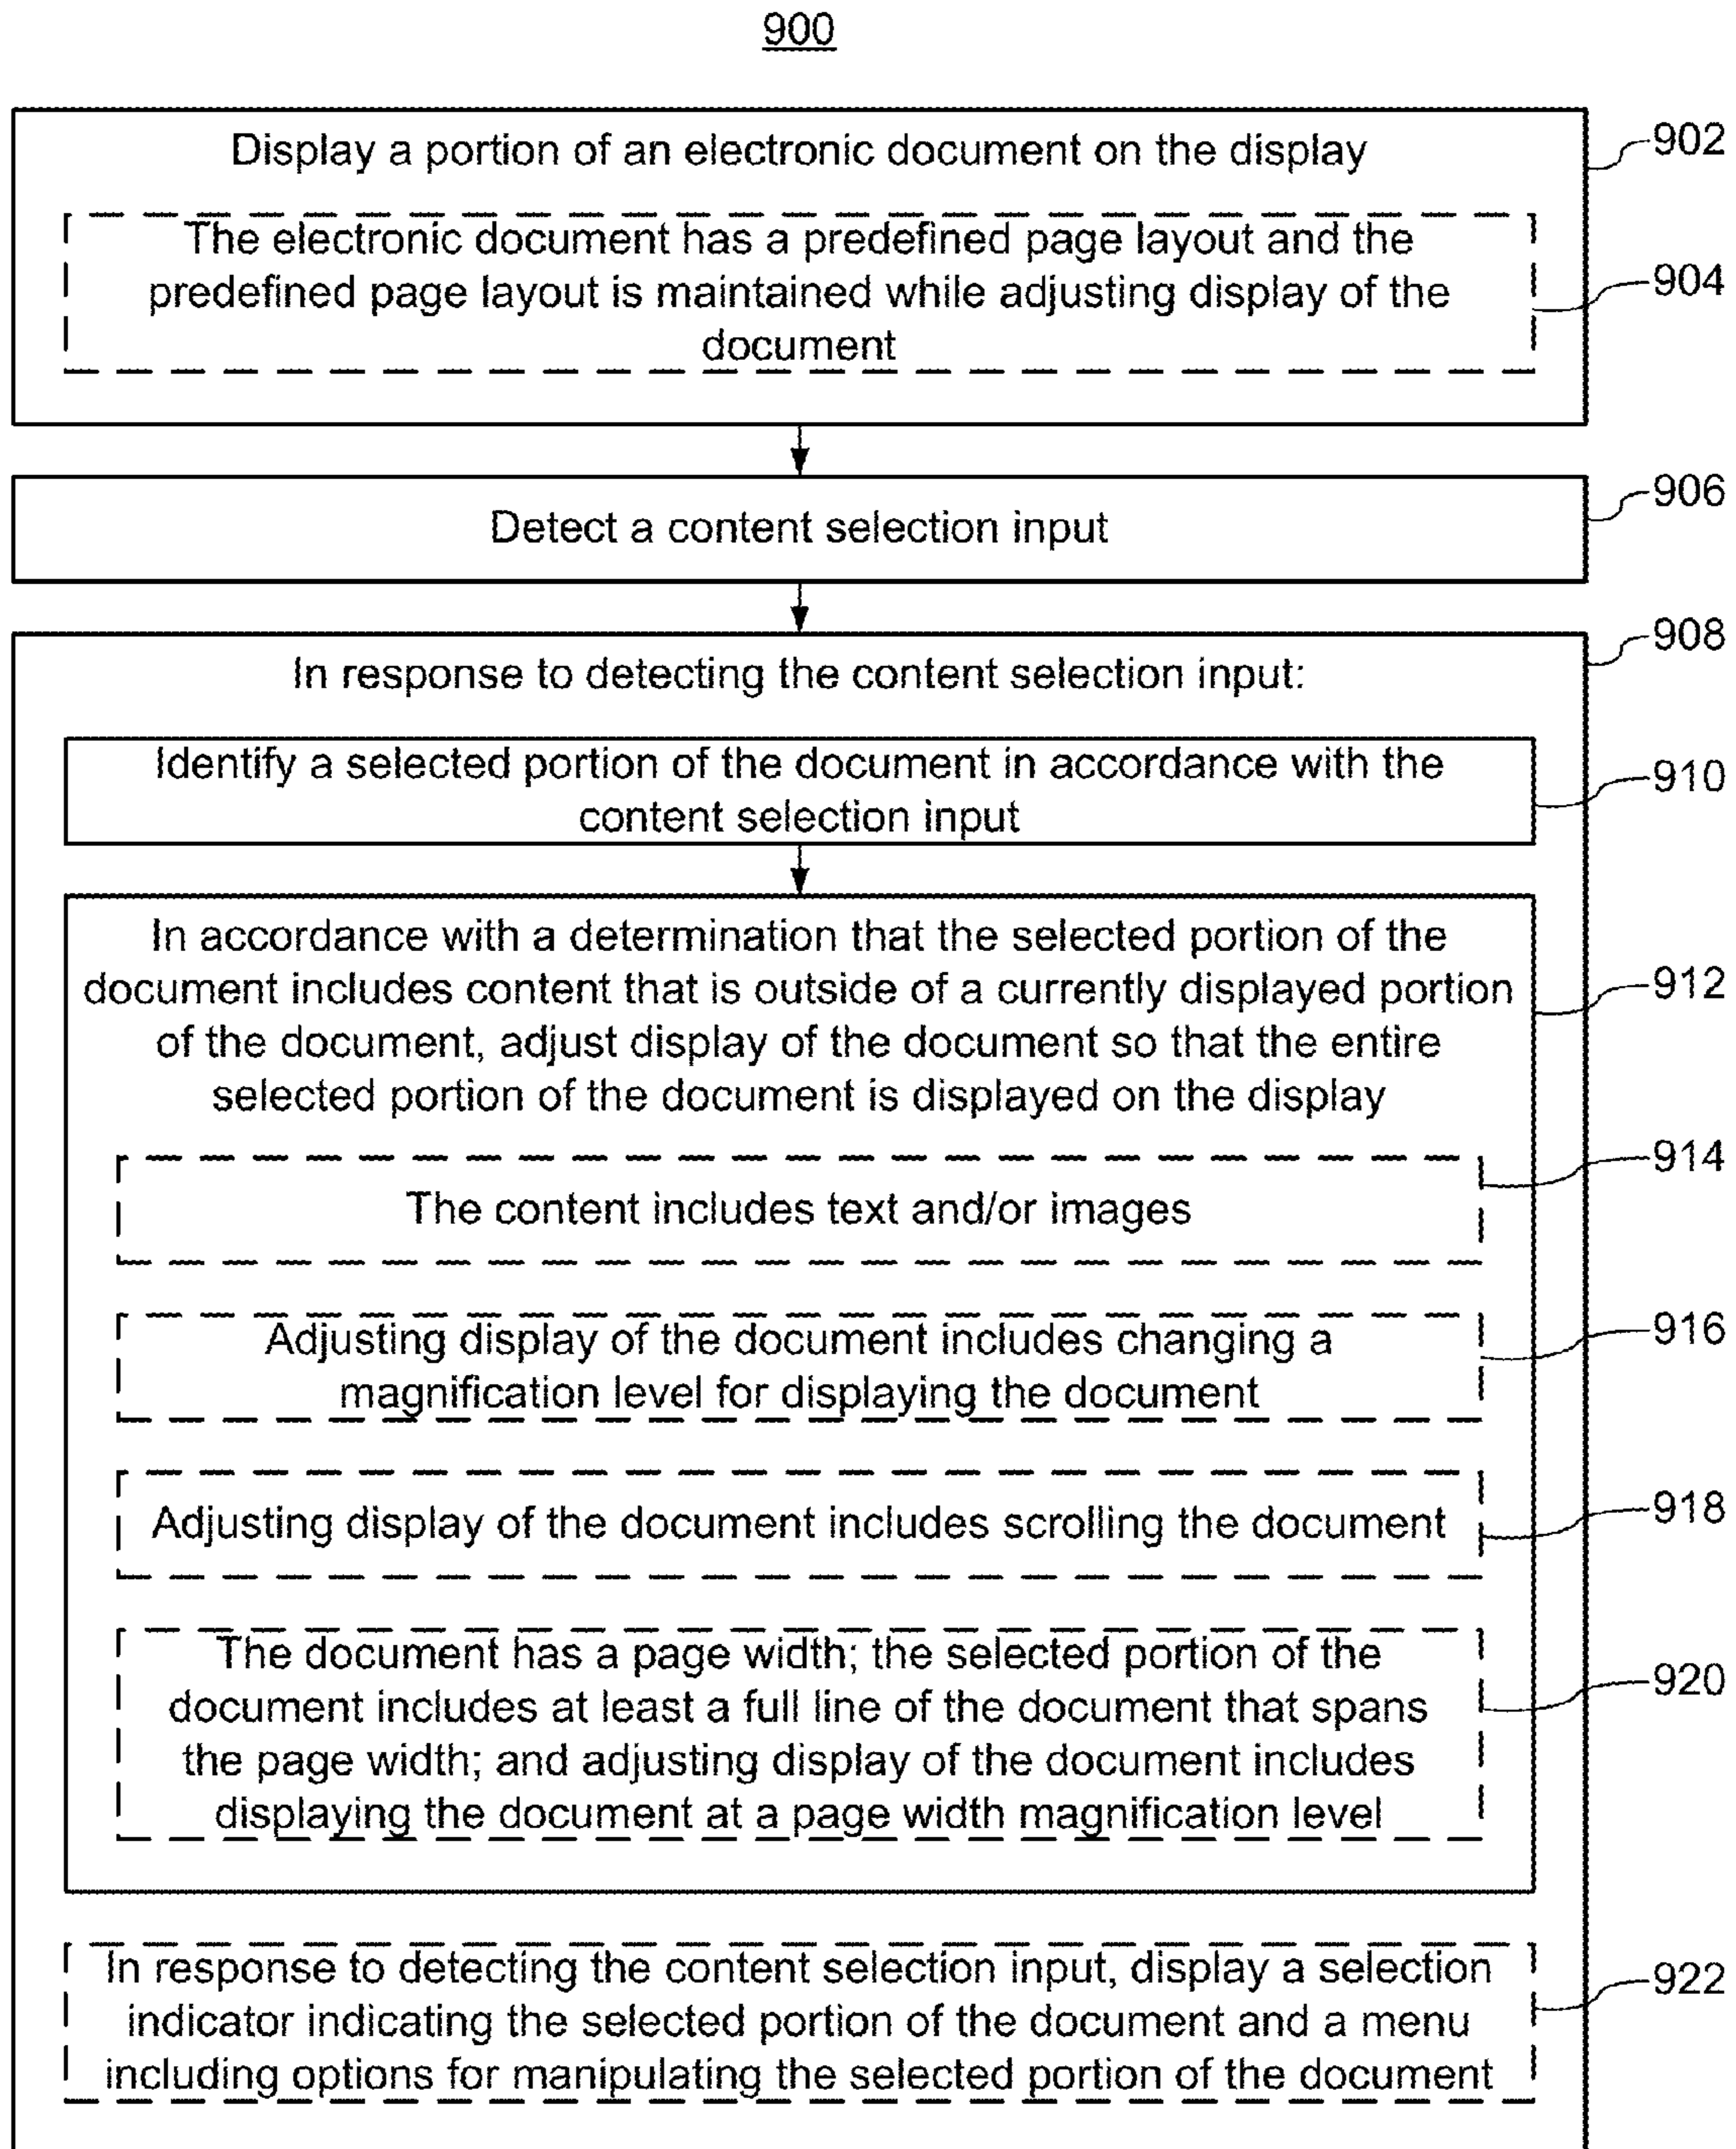 900
Display a portion of an electronic document on the display
902
The electronic document has a predefined page layout and the
predefined page layout is maintained while adjusting display of the
document
904
Detect a content selection input
906
In response to detecting the content selection input:
908
Identify a selected portion of the document in accordance with the
content selection input
910
In accordance with a determination that the selected portion of the
document includes content that is outside of a currently displayed portion
of the document, adjust display of the document so that the entire
selected portion of the document is displayed on the display
912
The content includes text and/or images
914
Adjusting display of the document includes changing a
magnification level for displaying the document
916
Adjusting display of the document includes scrolling the document
918
The document has a page width; the selected portion of the
document includes at least a full line of the document that spans
the page width; and adjusting display of the document includes
displaying the document at a page width magnification level
920
In response to detecting the content selection input, display a selection
indicator indicating the selected portion of the document and a menu
including options for manipulating the selected portion of the document
922